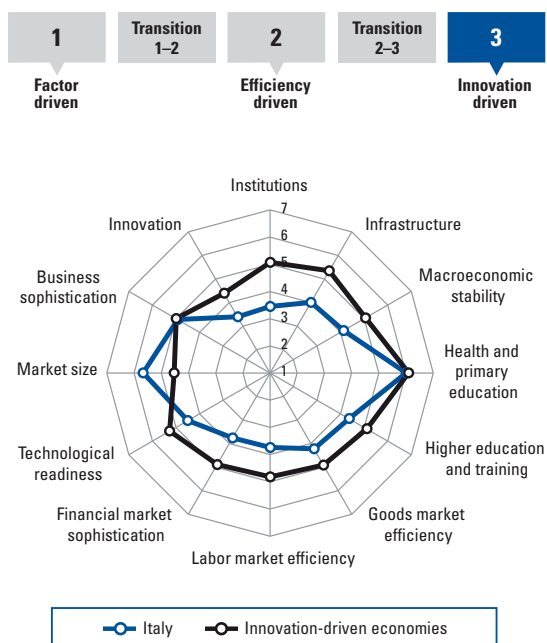 1
Transition
1–2
2
Transition
2–3
3
Factor
driven
Efficiency
driven
Innovation
driven
Institutions
7
Innovation
Infrastructure
6
5
Business
sophistication
Macroeconomic
stability
4
3
2
Market size
1
Health and
primary
education
Technological
readiness
Higher education
and training
Financial market
sophistication
Goods market
efficiency
Labor market efficiency
Italy
Innovation-driven economies